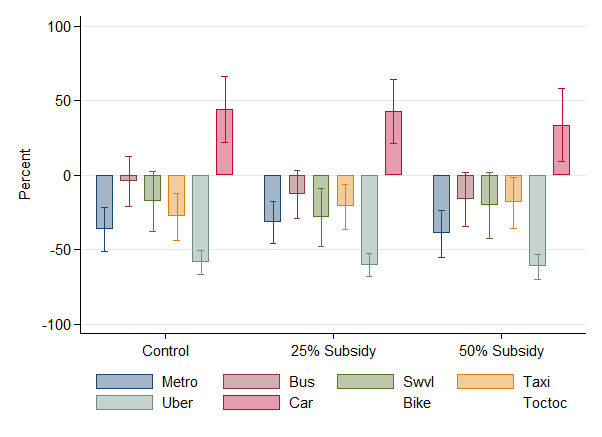 100
50
0
-50
-100
Percent
Control 25% Subsidy 50% Subsidy
Metro Bus Swvl Taxi
Uber Car Bike Toctoc